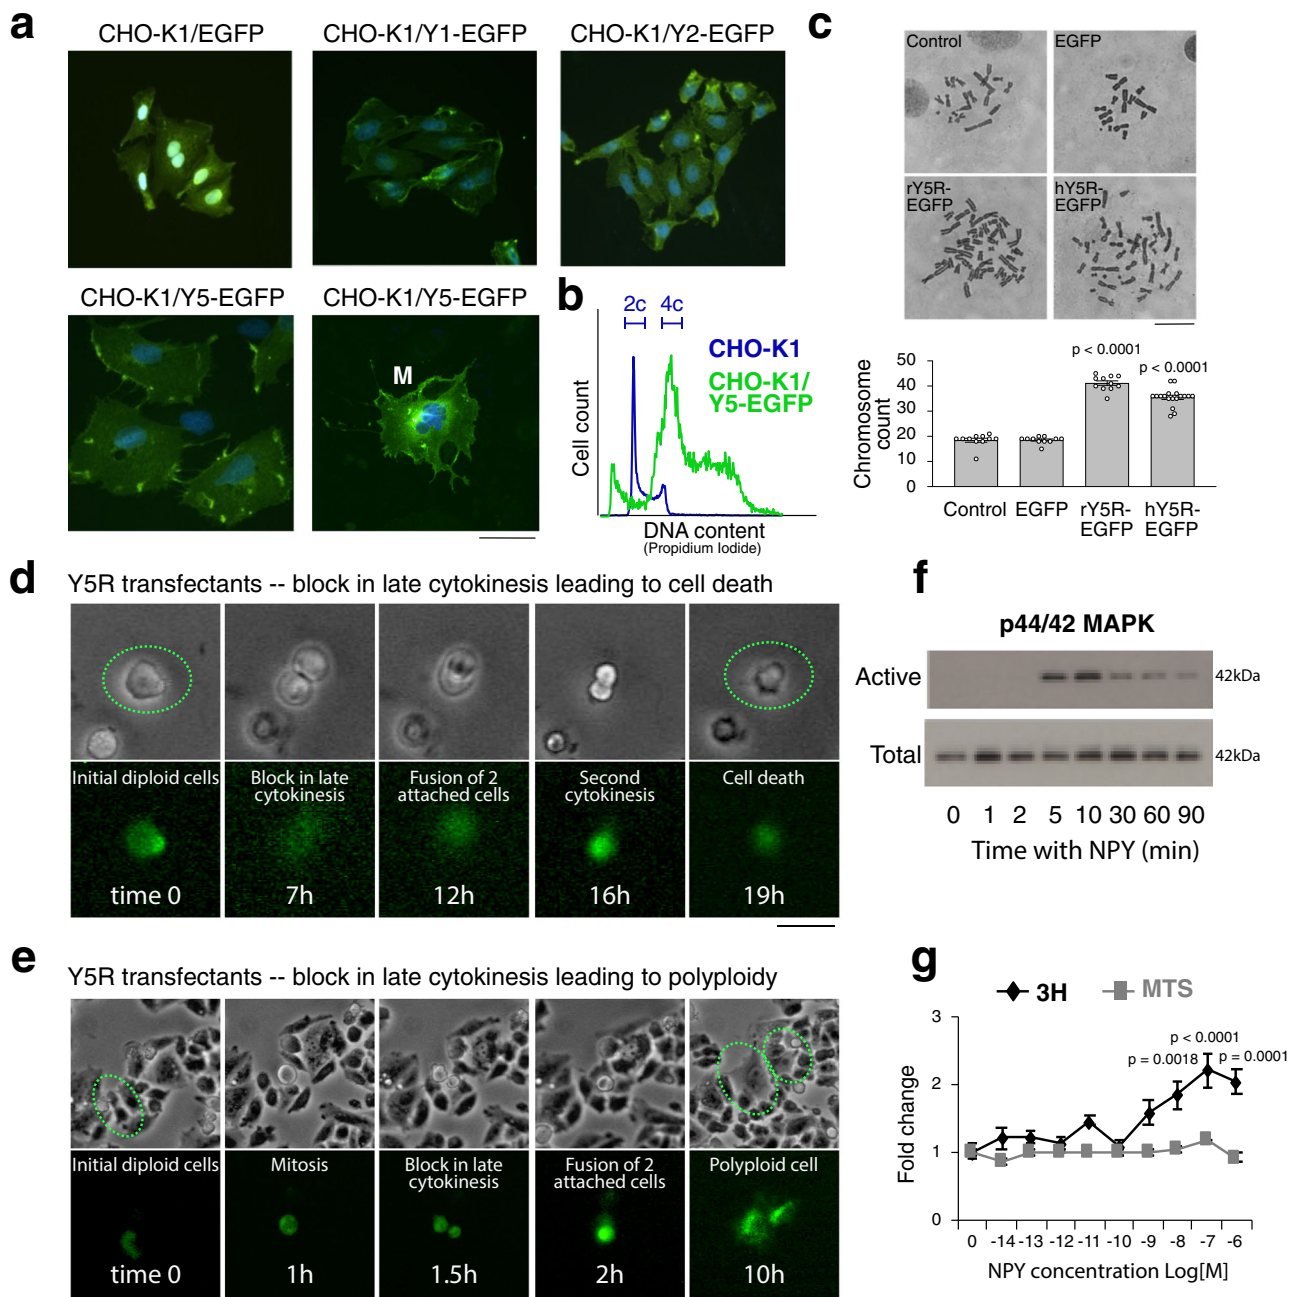 a
CHO-K1/EGFP
CHO-K1/Y1-EGFP
CHO-K1/Y2-EGFP
CHO-K1/Y5-EGFP
CHO-K1/Y5-EGFP
M
b
2c
4c
CHO-K1
CHO-K1/
Y5-EGFP
Cell count
DNA content
(Propidium Iodide)
c
Control
EGFP
rY5R-
EGFP
hY5R-
EGFP
p < 0.0001
p < 0.0001
Chromosome
count
50
40
30
20
10
0
Control
EGFP
rY5R-
EGFP
hY5R-
EGFP
d
Y5R transfectants -- block in late cytokinesis leading to cell death
Initial diploid cells
Block in late
cytokinesis
Fusion of 2
attached cells
Second
cytokinesis
Cell death
time 0
7h
12h
16h
19h
e
Y5R transfectants -- block in late cytokinesis leading to polyploidy
Initial diploid cells
Mitosis
Block in late
cytokinesis
Fusion of 2
attached cells
Polyploid cell
time 0
1h
1.5h
2h
10h
f
p44/42 MAPK
Active
42kDa
Total
42kDa
0 1 2 5 10 30 60 90
Time with NPY (min)
g
3H
MTS
p < 0.0001
p = 0.0018
p = 0.0001
Fold change
3
2
1
0
0 -14 -13 -12 -11 -10 -9 -8 -7 -6
NPY concentration Log[M]